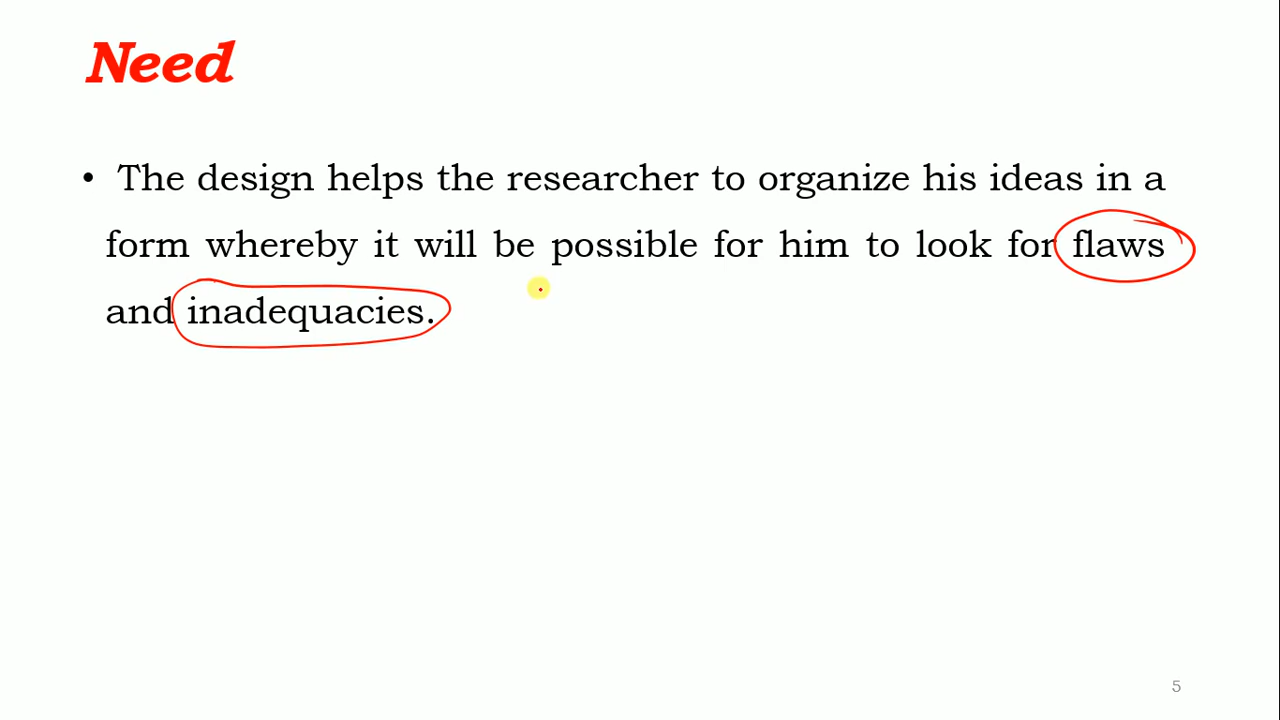 Need
• The design helps the researcher to organize his ideas in a
form whereby it will be possible for him to look for flaws
and inadequacies.
5